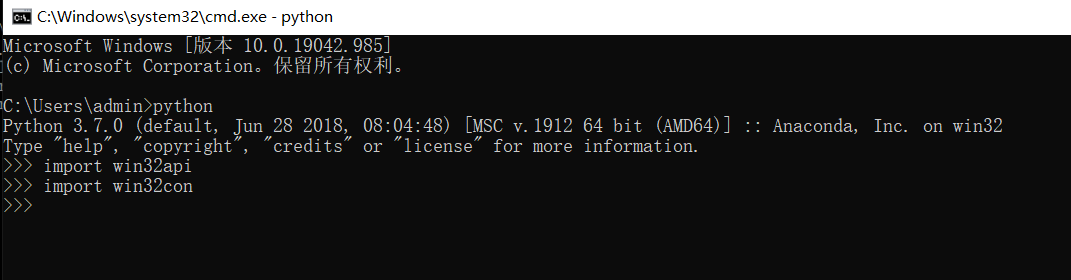 C:\Windows\system32\cmd.exe - python
Microsoft Windows [版本 10.0.19042.985]
(c) Microsoft Corporation。保留所有权利。
C:\Users\admin>python
Python 3.7.0 (default, Jun 28 2018, 08:04:48) [MSC v.1912 64 bit (AMD64)] :: Anaconda, Inc. on win32
Type "help", "copyright", "credits" or "license" for more information.
>>> import win32api
>>> import win32con
>>>